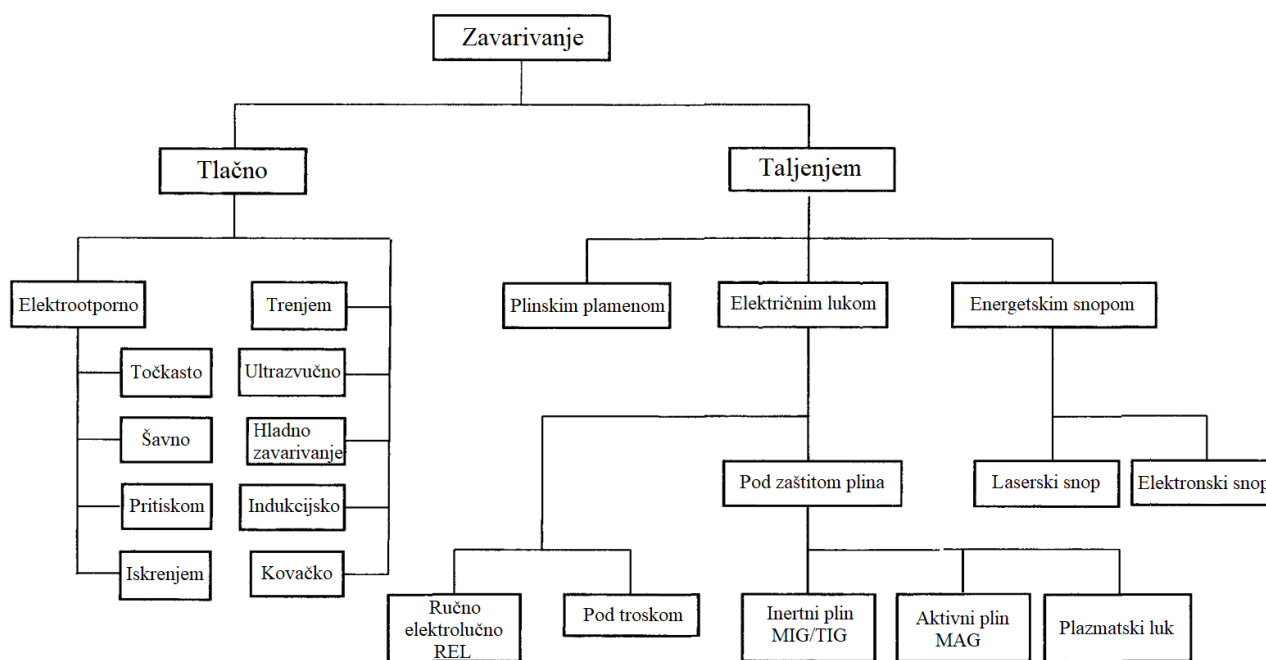 Zavarivanje
Tlačno
Taljenjem
Elektrootporno
Trenjem
Plinskim plamenom
Električnim lukom
Energetskim snopom
Točkasto
Ultrazvučno
Šavno
Hladno
zavarivanje
Pod zaštitom plina
Laserski snop
Elektronski snop
Pritiskom
Indukcijsko
Iskrenjem
Kovačko
Ručno
elektrolučno
REL
Pod troskom
Inertni plin
MIG/TIG
Aktivni plin
MAG
Plazmatski luk